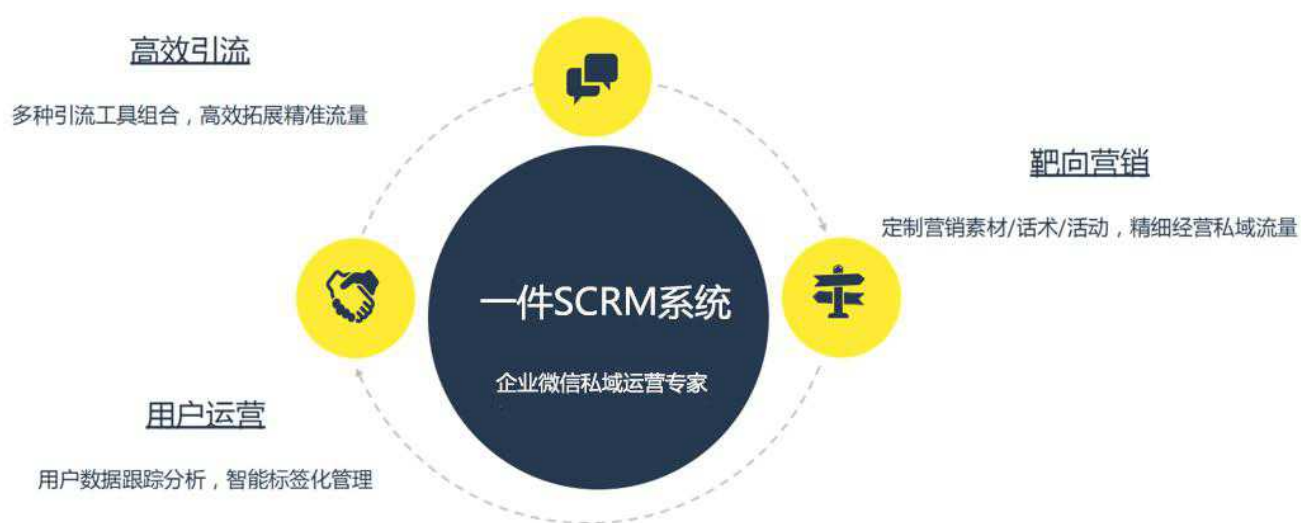 高效引流
多种引流工具组合，高效拓展精准流量
靶向营销
定制营销素材/话术/活动，精细经营私域流量
一件SCRM系统
企业微信私域运营专家
用户运营
用户数据跟踪分析，智能标签化管理